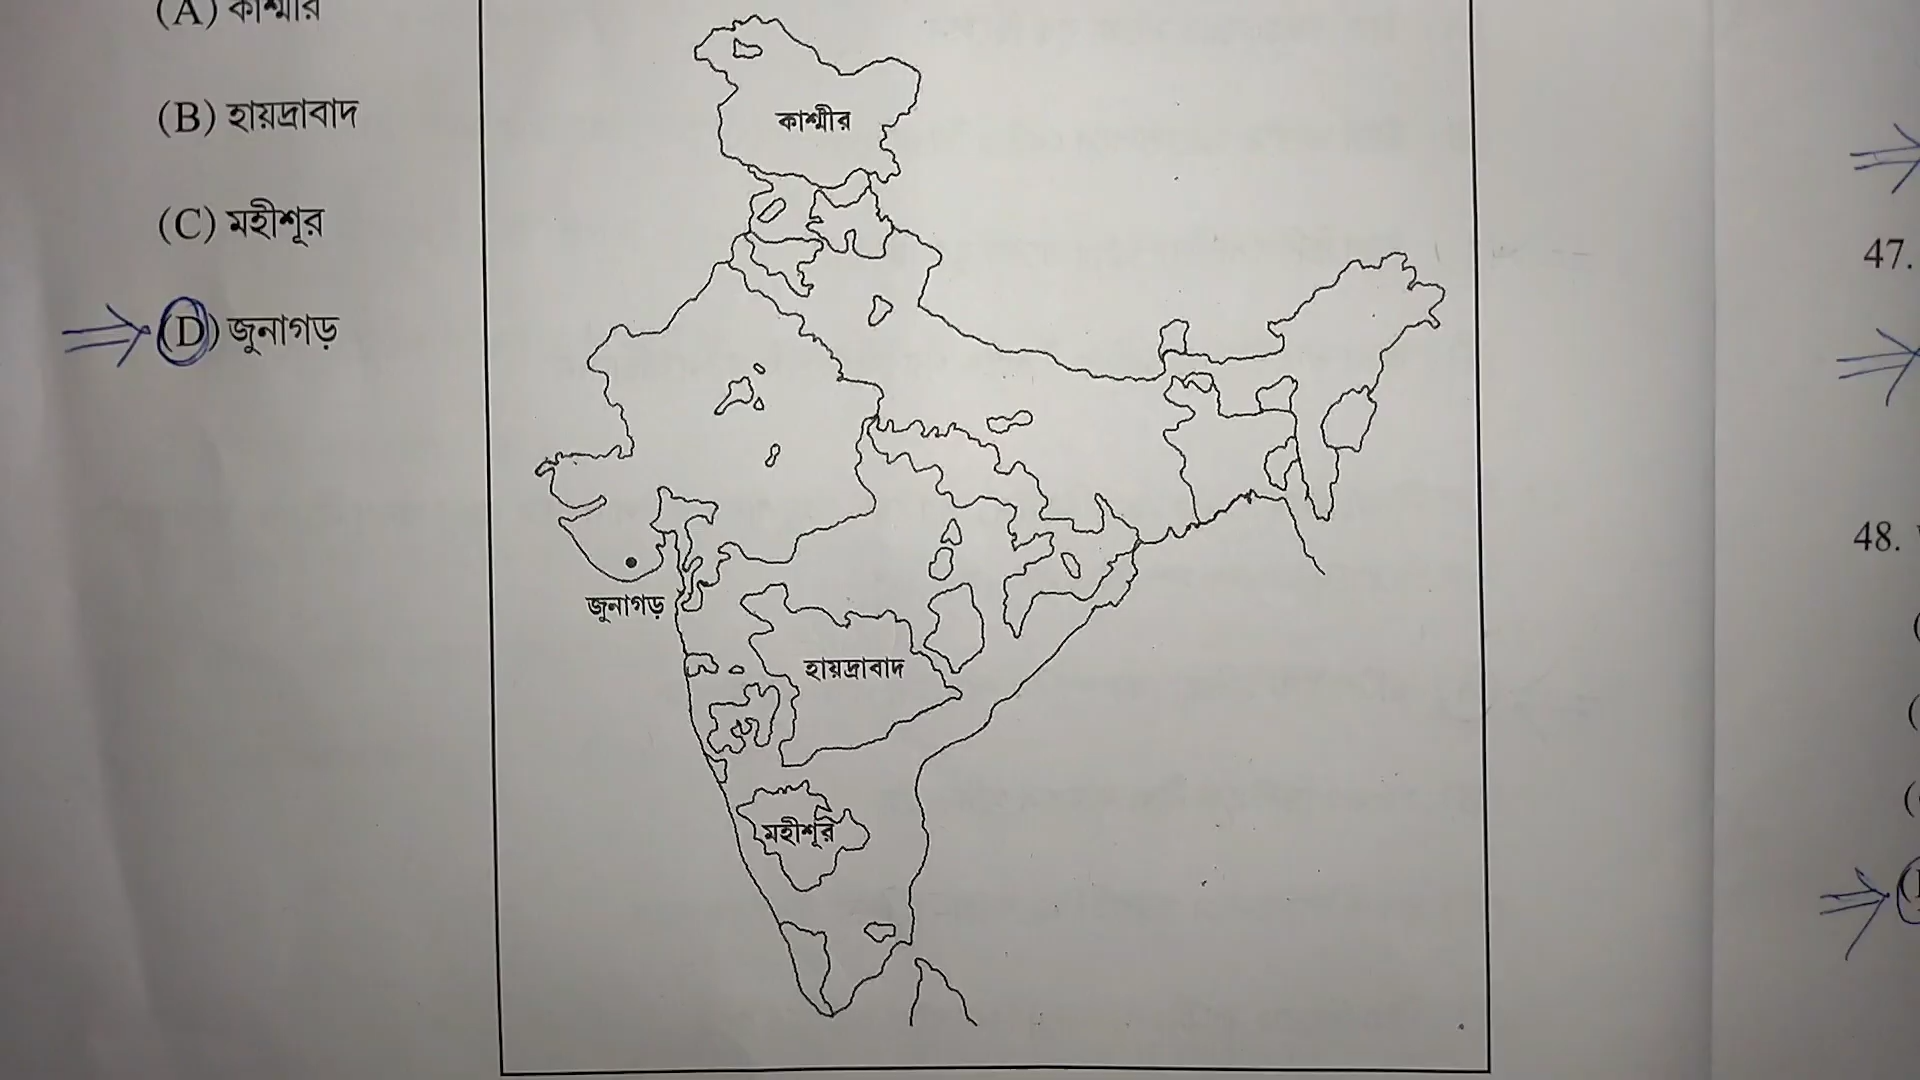 (A) কাশ্মীর
(B) হায়দ্রাবাদ
(C) মহীশূর
(D) জুনাগড়
কাশ্মীর
জুনাগড়
হায়দ্রাবাদ
মহীশূর
47.
48.